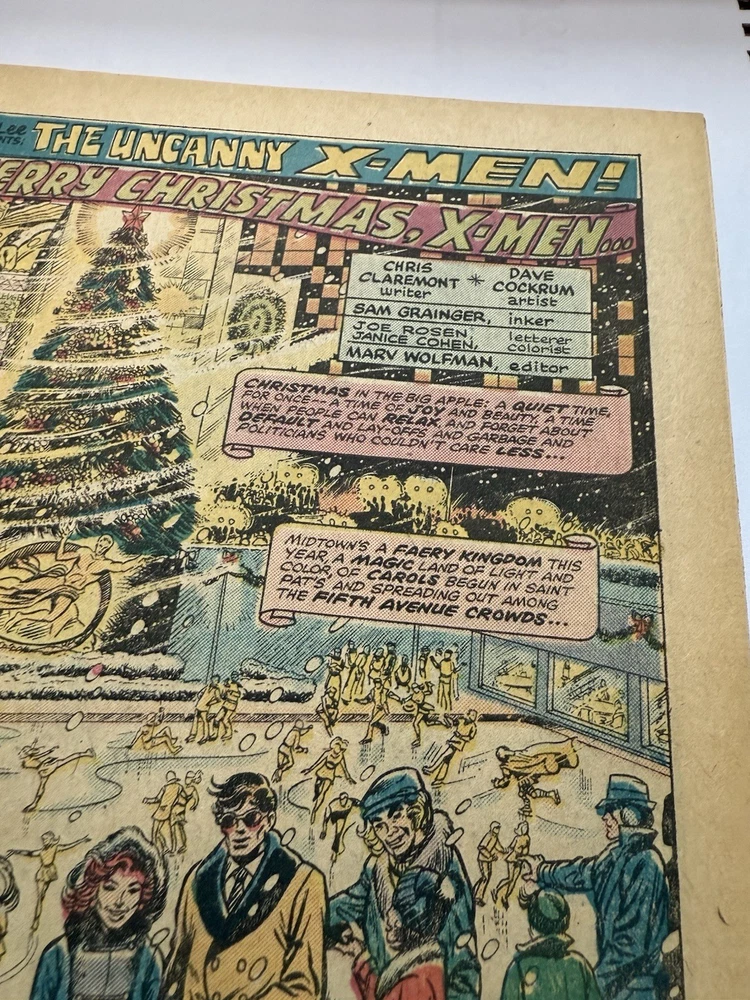 Lee
NTS:
THE UNCANNY X-MEN!
ERRY CHRISTMAS, X-MEN...
CHRIS CLAREMONT writer * DAVE COCKRUM artist
SAM GRAINGER, inker
JOE ROSEN, letterer
JANICE COHEN, colorist
MARV WOLFMAN, editor
CHRISTMAS IN THE BIG APPLE: A QUIET TIME,
FOR ONCE-- A TIME OF JOY AND BEAUTY, A TIME
WHEN PEOPLE CAN RELAX, AND FORGET ABOUT
DEFAULT AND LAY-OFFS AND GARBAGE AND
POLITICIANS WHO COULDN'T CARE LESS...
MIDTOWN'S A FAERY KINGDOM THIS
YEAR, A MAGIC LAND OF LIGHT AND
COLOR, OF CAROLS BEGUN IN SAINT
PAT'S, AND SPREADING OUT AMONG
THE FIFTH AVENUE CROWDS...